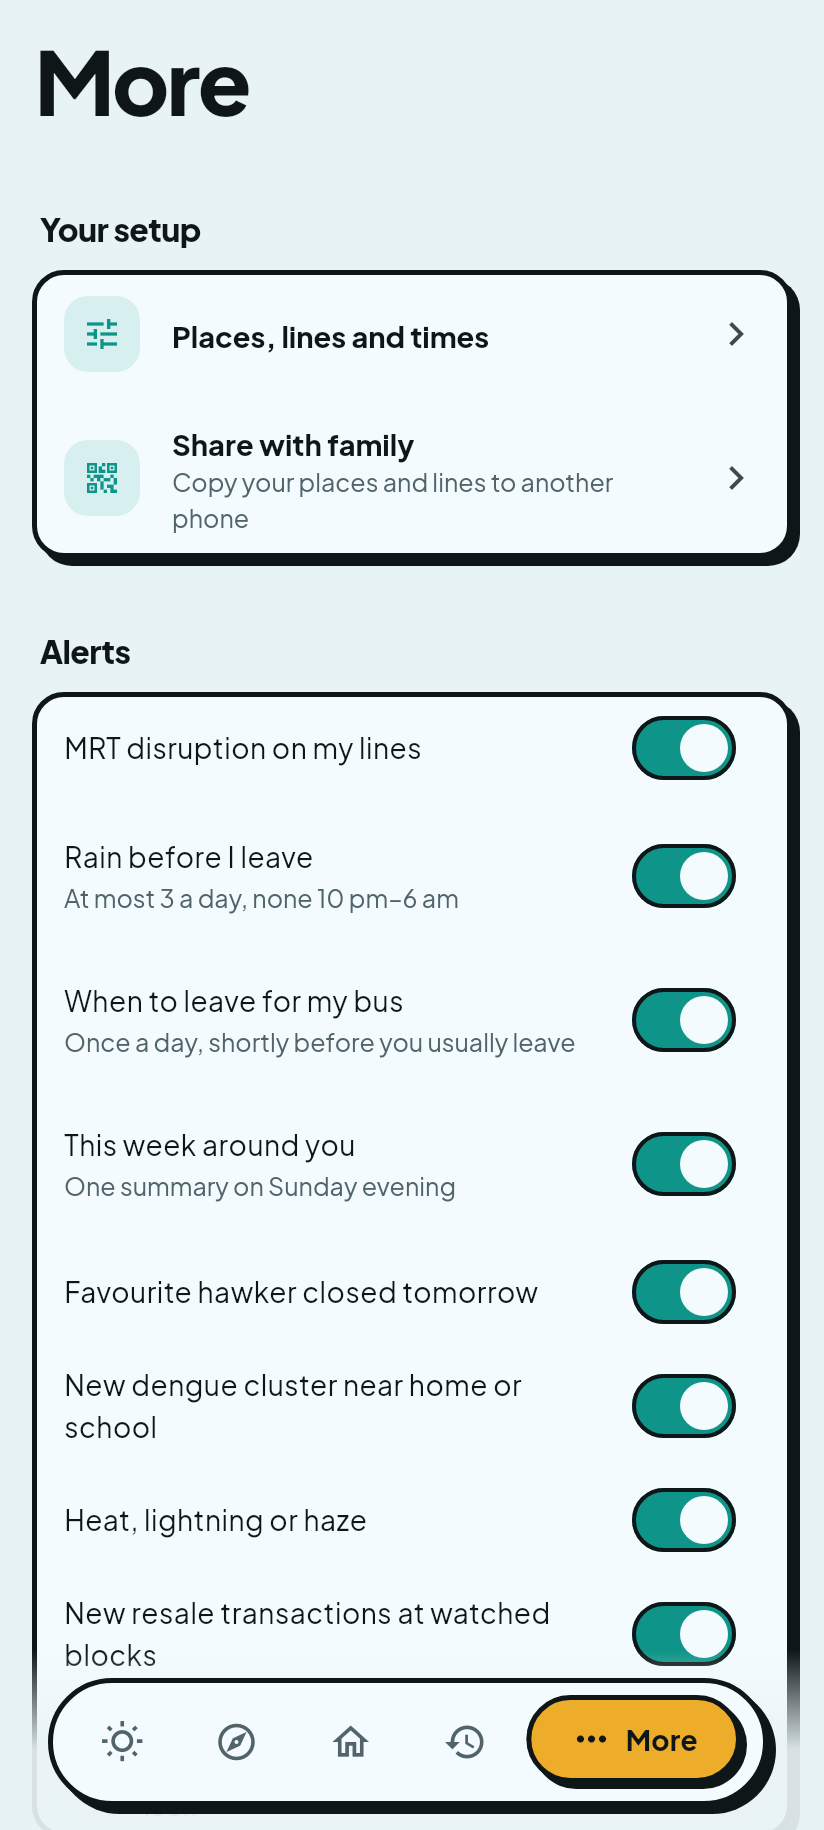 More
Your setup
Places, lines and times
Share with family
Copy your places and lines to another
phone
Alerts
MRT disruption on my lines
Rain before I leave
At most 3 a day, none 10 pm–6 am
When to leave for my bus
Once a day, shortly before you usually leave
This week around you
One summary on Sunday evening
Favourite hawker closed tomorrow
New dengue cluster near home or
school
Heat, lightning or haze
New resale transactions at watched
blocks
More